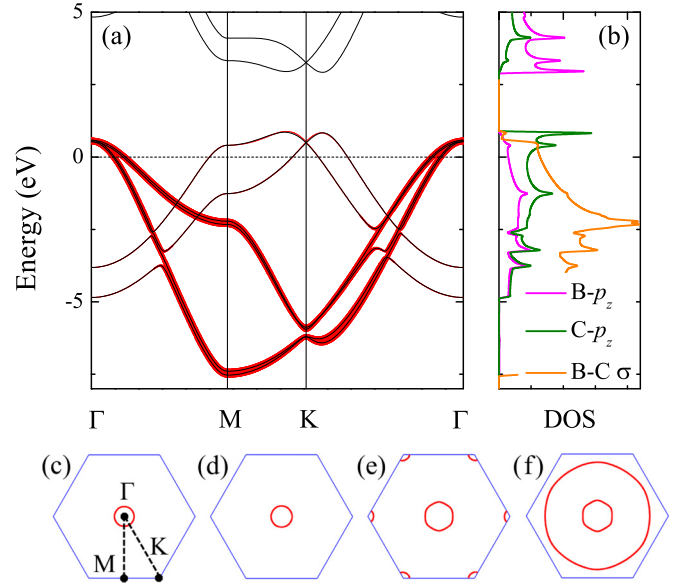 5
(a)
(b)
0
-5
Energy (eV)
B-p_z
C-p_z
B-C σ
Γ
M
K
Γ
DOS
(c)
(d)
(e)
(f)
Γ
M
K